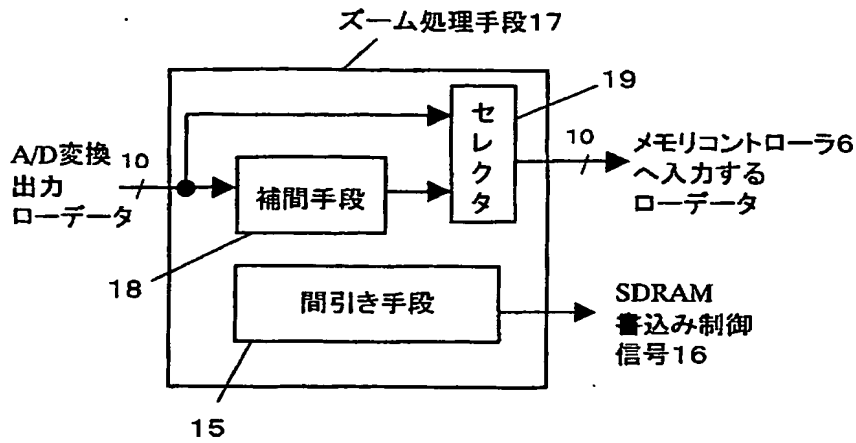 ズーム処理手段17
19
セレクタ
10
メモリコントローラ6
へ入力する
ローデータ
A/D変換
出力
ローデータ
10
補間手段
18
間引き手段
SDRAM
書込み制御
信号16
15